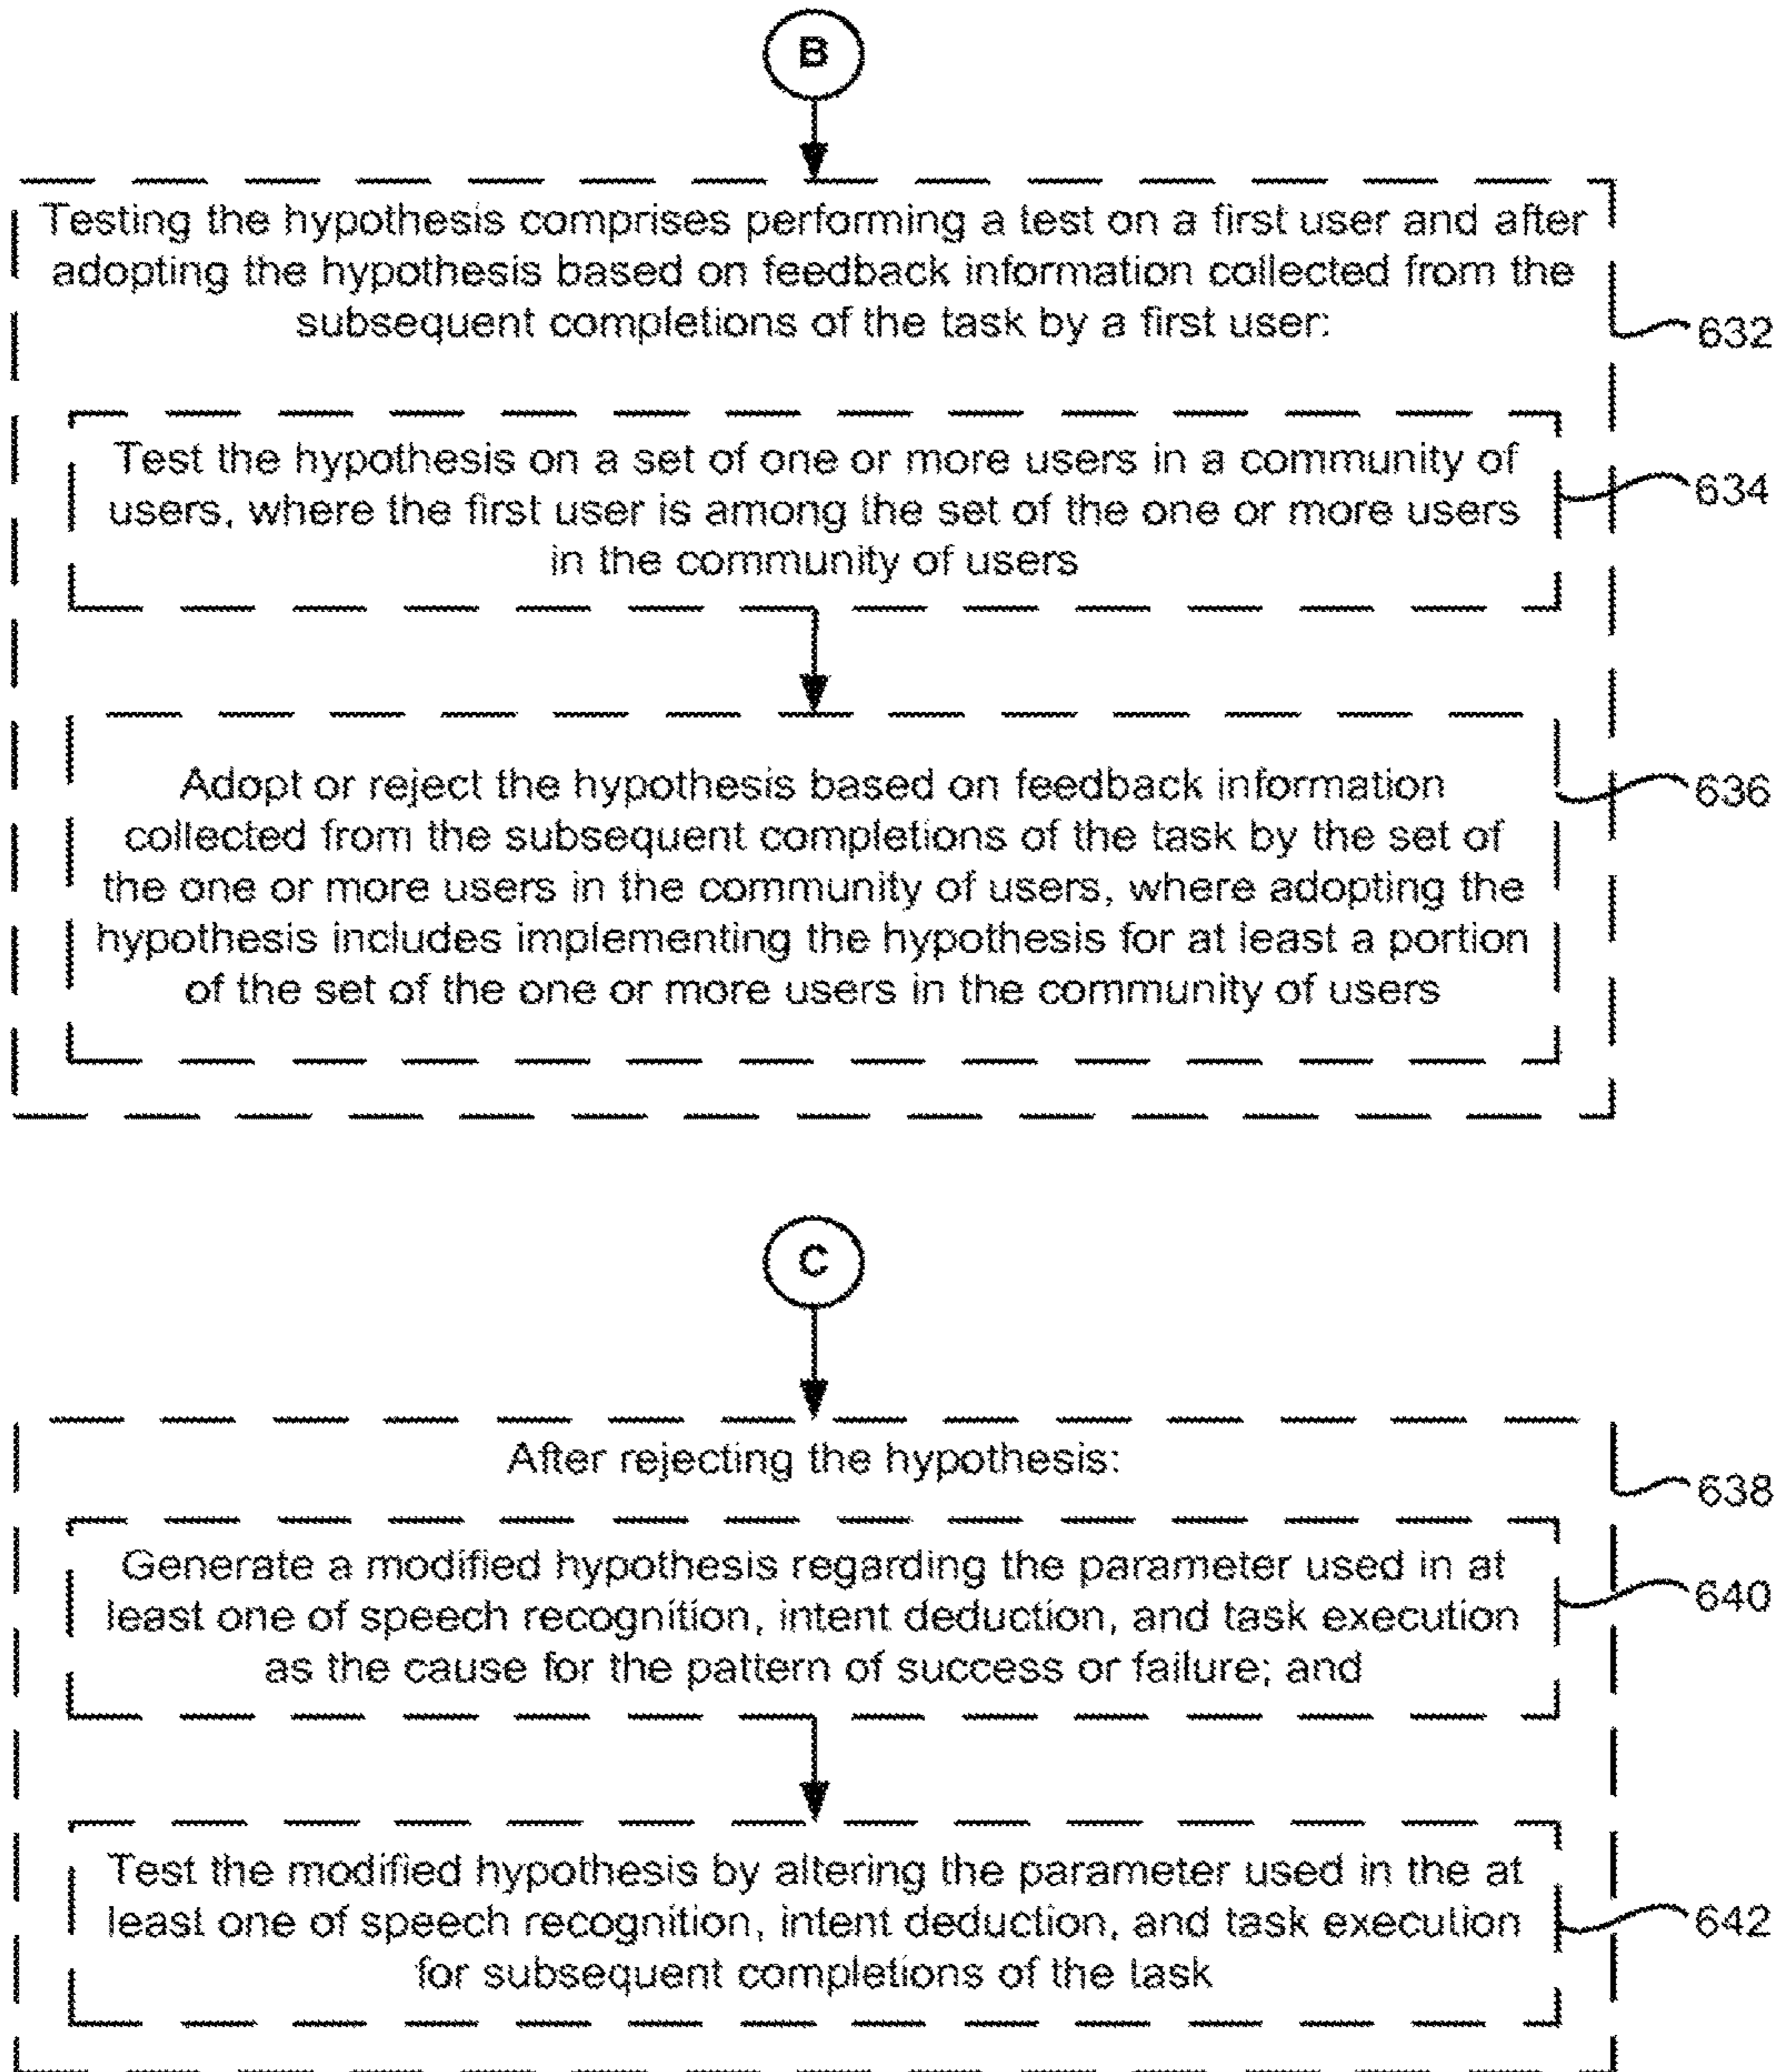 B
Testing the hypothesis comprises performing a test on a first user and after
adopting the hypothesis based on feedback information collected from the
subsequent completions of the task by a first user:
632
Test the hypothesis on a set of one or more users in a community of
users, where the first user is among the set of the one or more users
in the community of users
634
Adopt or reject the hypothesis based on feedback information
collected from the subsequent completions of the task by the set of
the one or more users in the community of users, where adopting the
hypothesis includes implementing the hypothesis for at least a portion
of the set of the one or more users in the community of users
636
C
After rejecting the hypothesis:
638
Generate a modified hypothesis regarding the parameter used in at
least one of speech recognition, intent deduction, and task execution
as the cause for the pattern of success or failure; and
640
Test the modified hypothesis by altering the parameter used in the at
least one of speech recognition, intent deduction, and task execution
for subsequent completions of the task
642